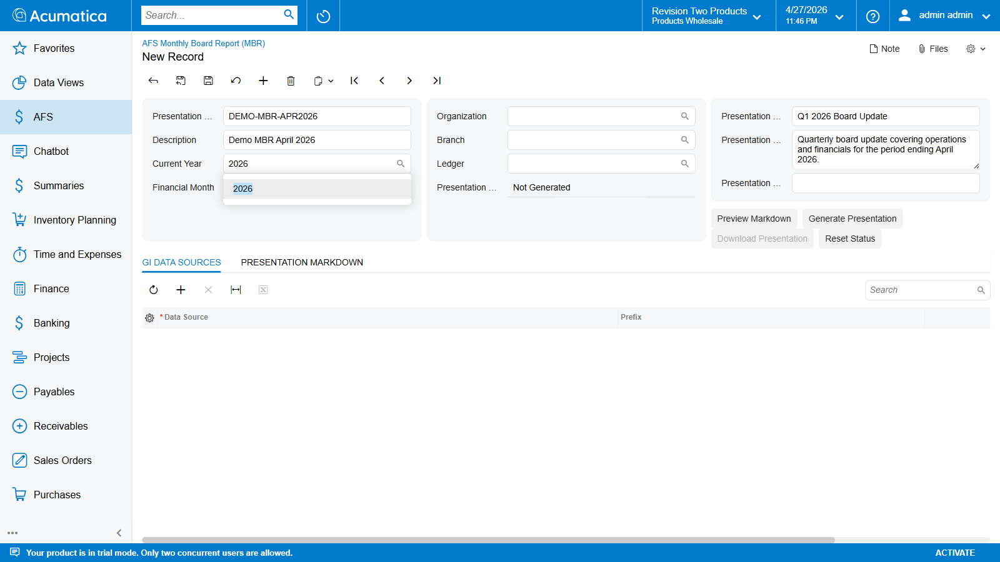 Acumatica
Search...
Revision Two Products
Products Wholesale
4/27/2026
11:46 PM
admin admin
Favorites
Data Views
AFS
Chatbot
Summaries
Inventory Planning
Time and Expenses
Finance
Banking
Projects
Payables
Receivables
Sales Orders
Purchases
AFS Monthly Board Report (MBR)
New Record
Note
Files
Presentation ...
DEMO-MBR-APR2026
Description
Demo MBR April 2026
Current Year
2026
Financial Month
2026
Organization
Branch
Ledger
Presentation ...
Not Generated
Presentation ...
Q1 2026 Board Update
Presentation ...
Quarterly board update covering operations
and financials for the period ending April
2026.
Presentation ...
Preview Markdown
Generate Presentation
Download Presentation
Reset Status
GI DATA SOURCES
PRESENTATION MARKDOWN
Search
* Data Source
Prefix
Your product is in trial mode. Only two concurrent users are allowed.
ACTIVATE